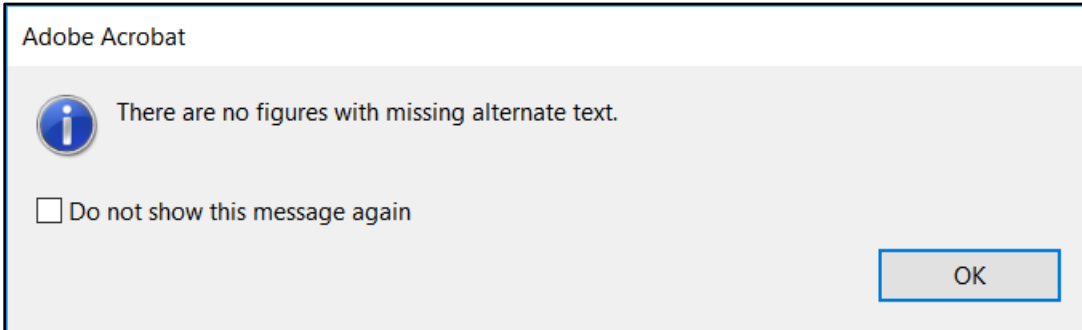 Adobe Acrobat
There are no figures with missing alternate text.
Do not show this message again
OK